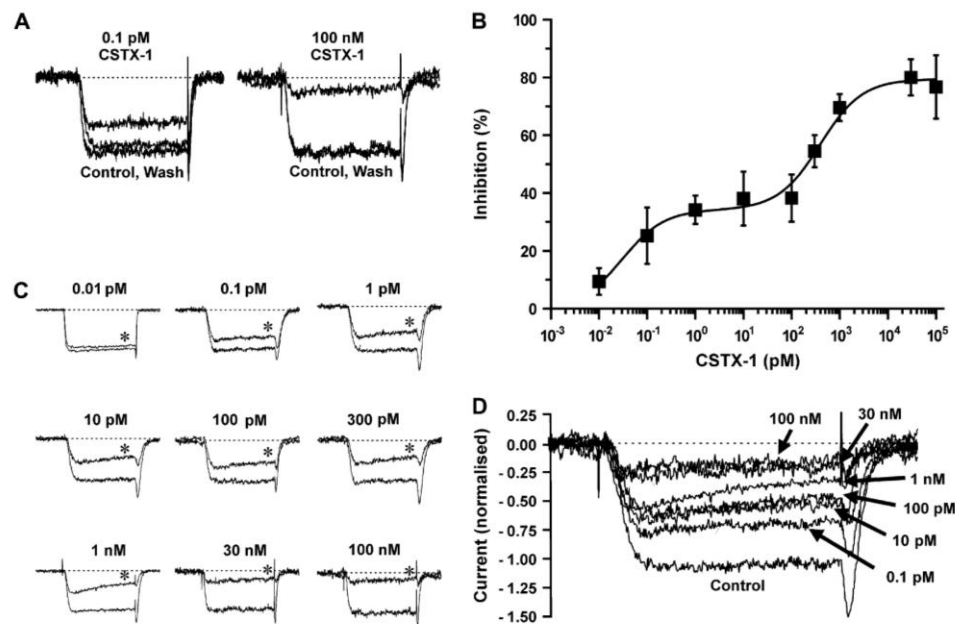 A
0.1 pM
CSTX-1
100 nM
CSTX-1
Control, Wash
Control, Wash
B
Inhibition (%)
100
80
60
40
20
0
10-3 10-2 10-1 100 101 102 103 104 105
CSTX-1 (pM)
C
0.01 pM 0.1 pM 1 pM
* * *
10 pM 100 pM 300 pM
* * *
1 nM 30 nM 100 nM
* * *
D
Current (normalised)
0.25
0.00
- 0.25
- 0.50
- 0.75
- 1.00
- 1.25
- 1.50
100 nM
30 nM
1 nM
100 pM
10 pM
0.1 pM
Control